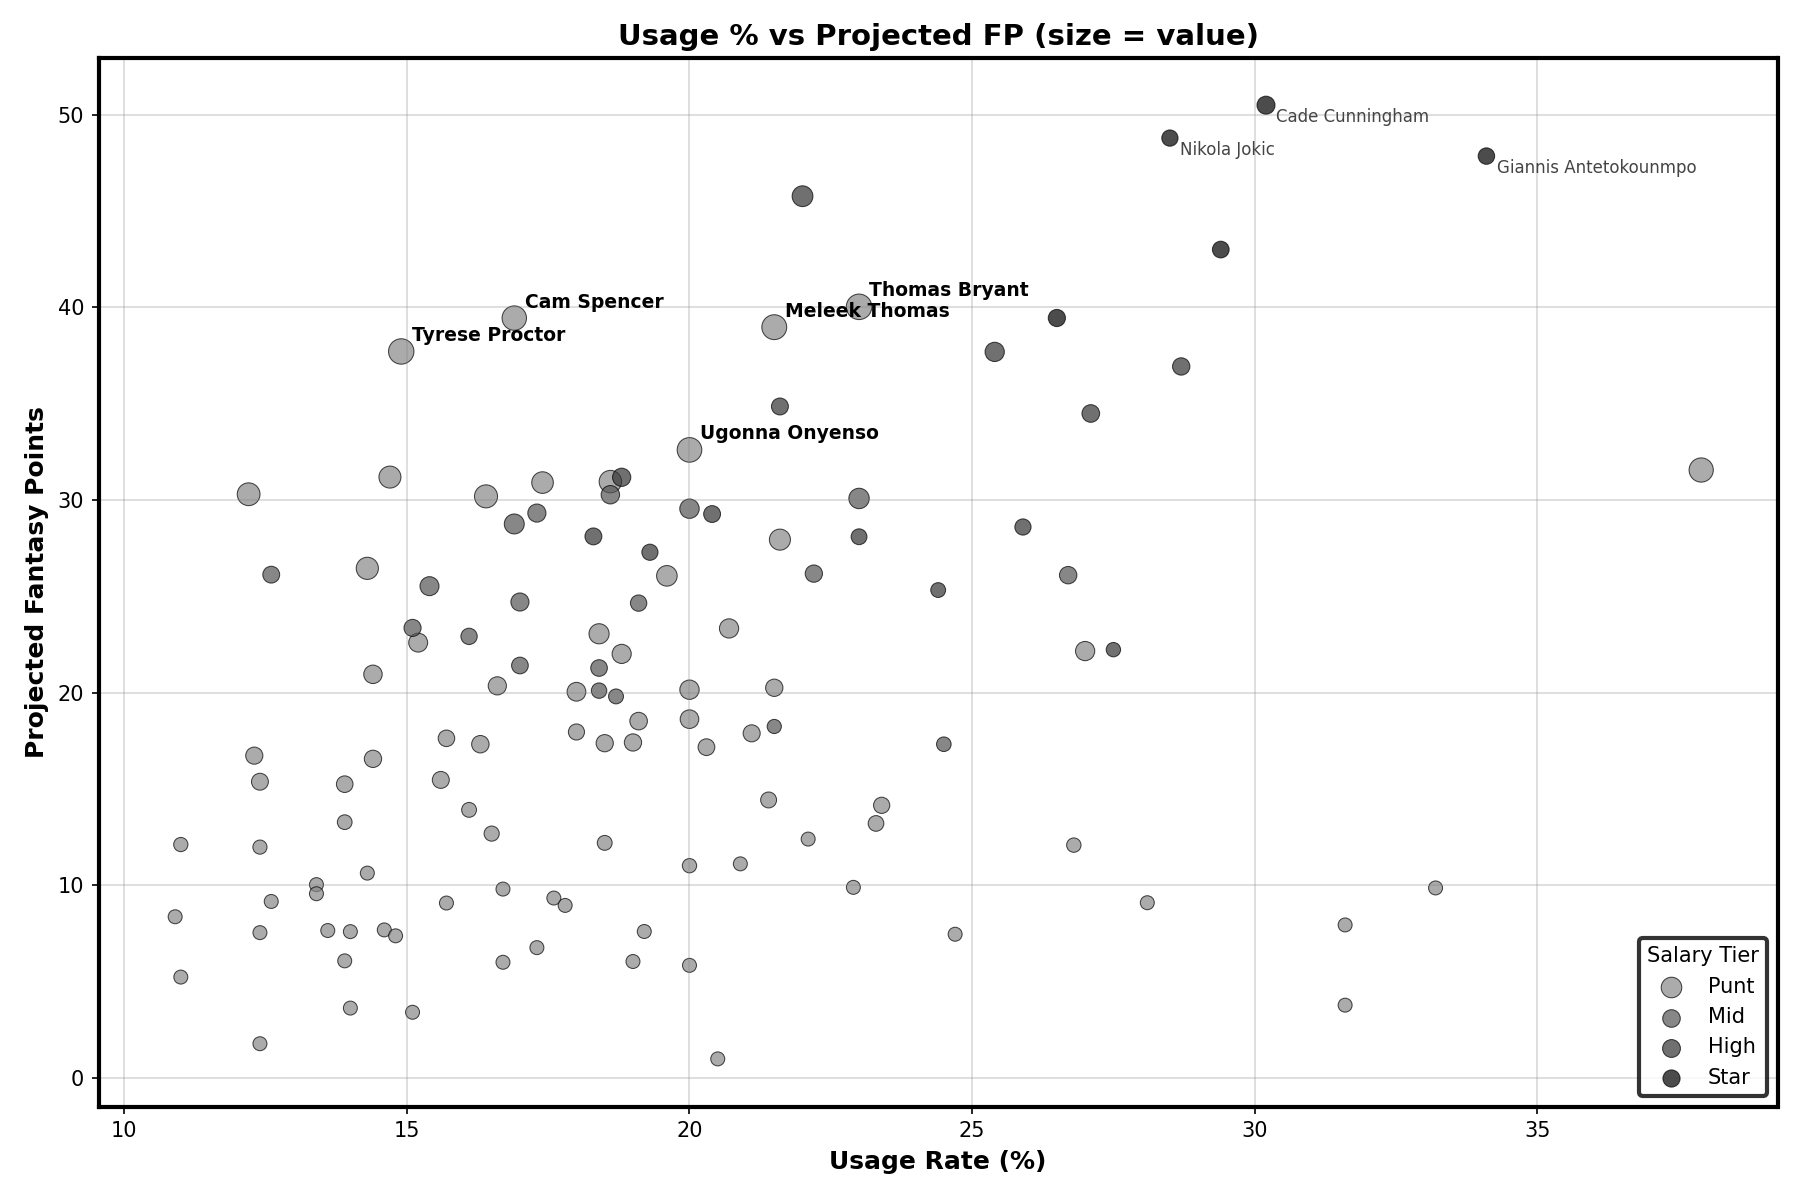 Usage % vs Projected FP (size = value)
50
40
30
20
10
0
Projected Fantasy Points
Cade Cunningham
Nikola Jokic
Giannis Antetokounmpo
Thomas Bryant
Cam Spencer
Meleek Thomas
Tyrese Proctor
Ugonna Onyenso
Salary Tier
Punt
Mid
High
Star
10
15
20
25
30
35
Usage Rate (%)